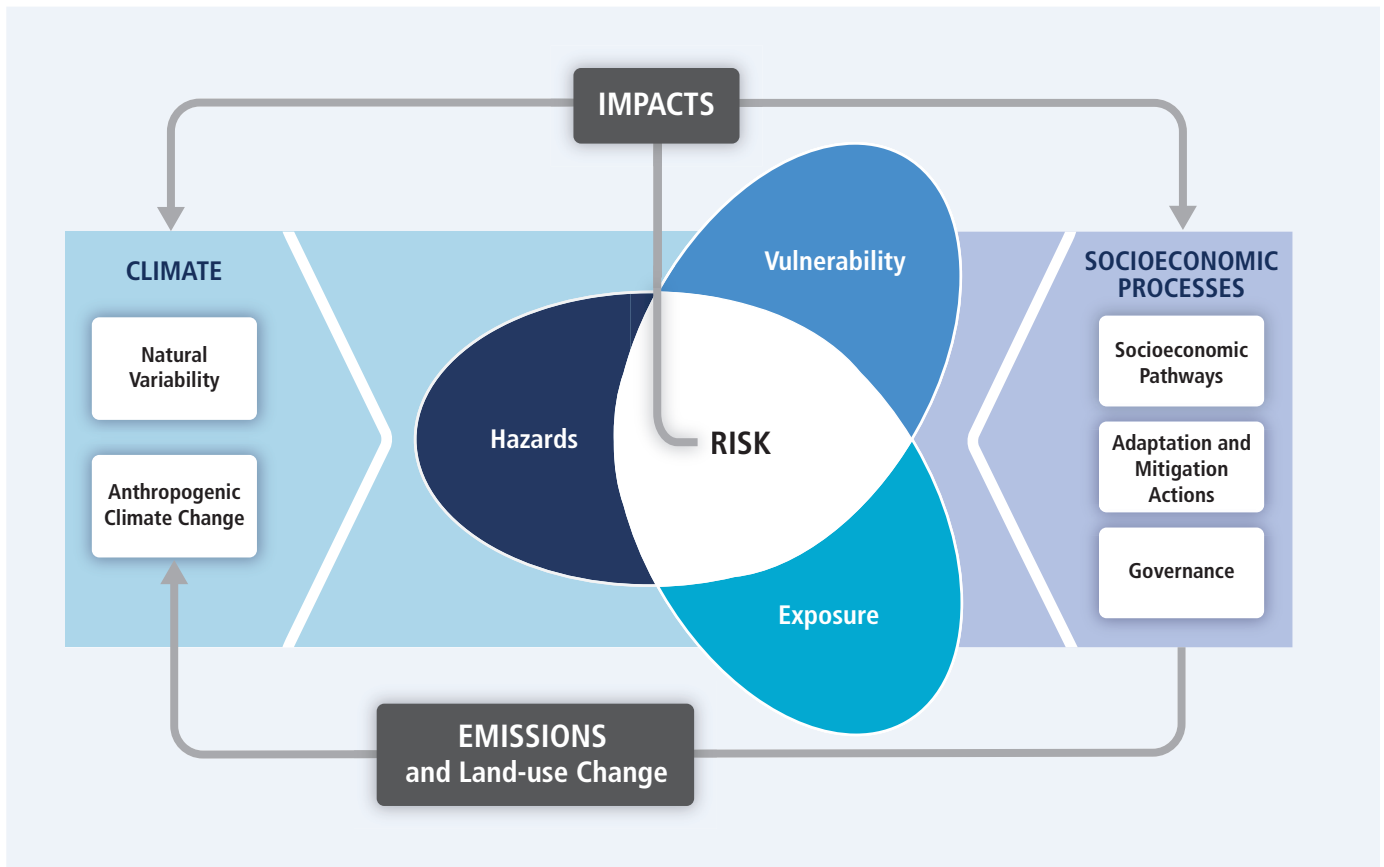 IMPACTS
CLIMATE
Natural
Variability
Anthropogenic
Climate Change
Vulnerability
Hazards
RISK
Exposure
SOCIOECONOMIC
PROCESSES
Socioeconomic
Pathways
Adaptation and
Mitigation
Actions
Governance
EMISSIONS
and Land-use Change